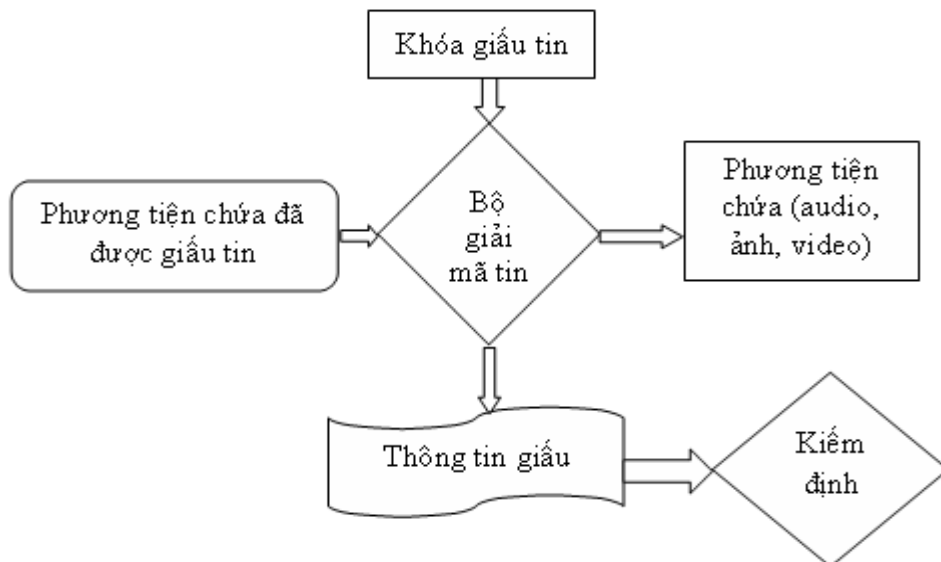 Khóa giấu tin
Phương tiện chứa đã
được giấu tin
Bộ
giải
mã tin
Phương tiện
chứa (audio,
ảnh, video)
Thông tin giấu
Kiếm
định